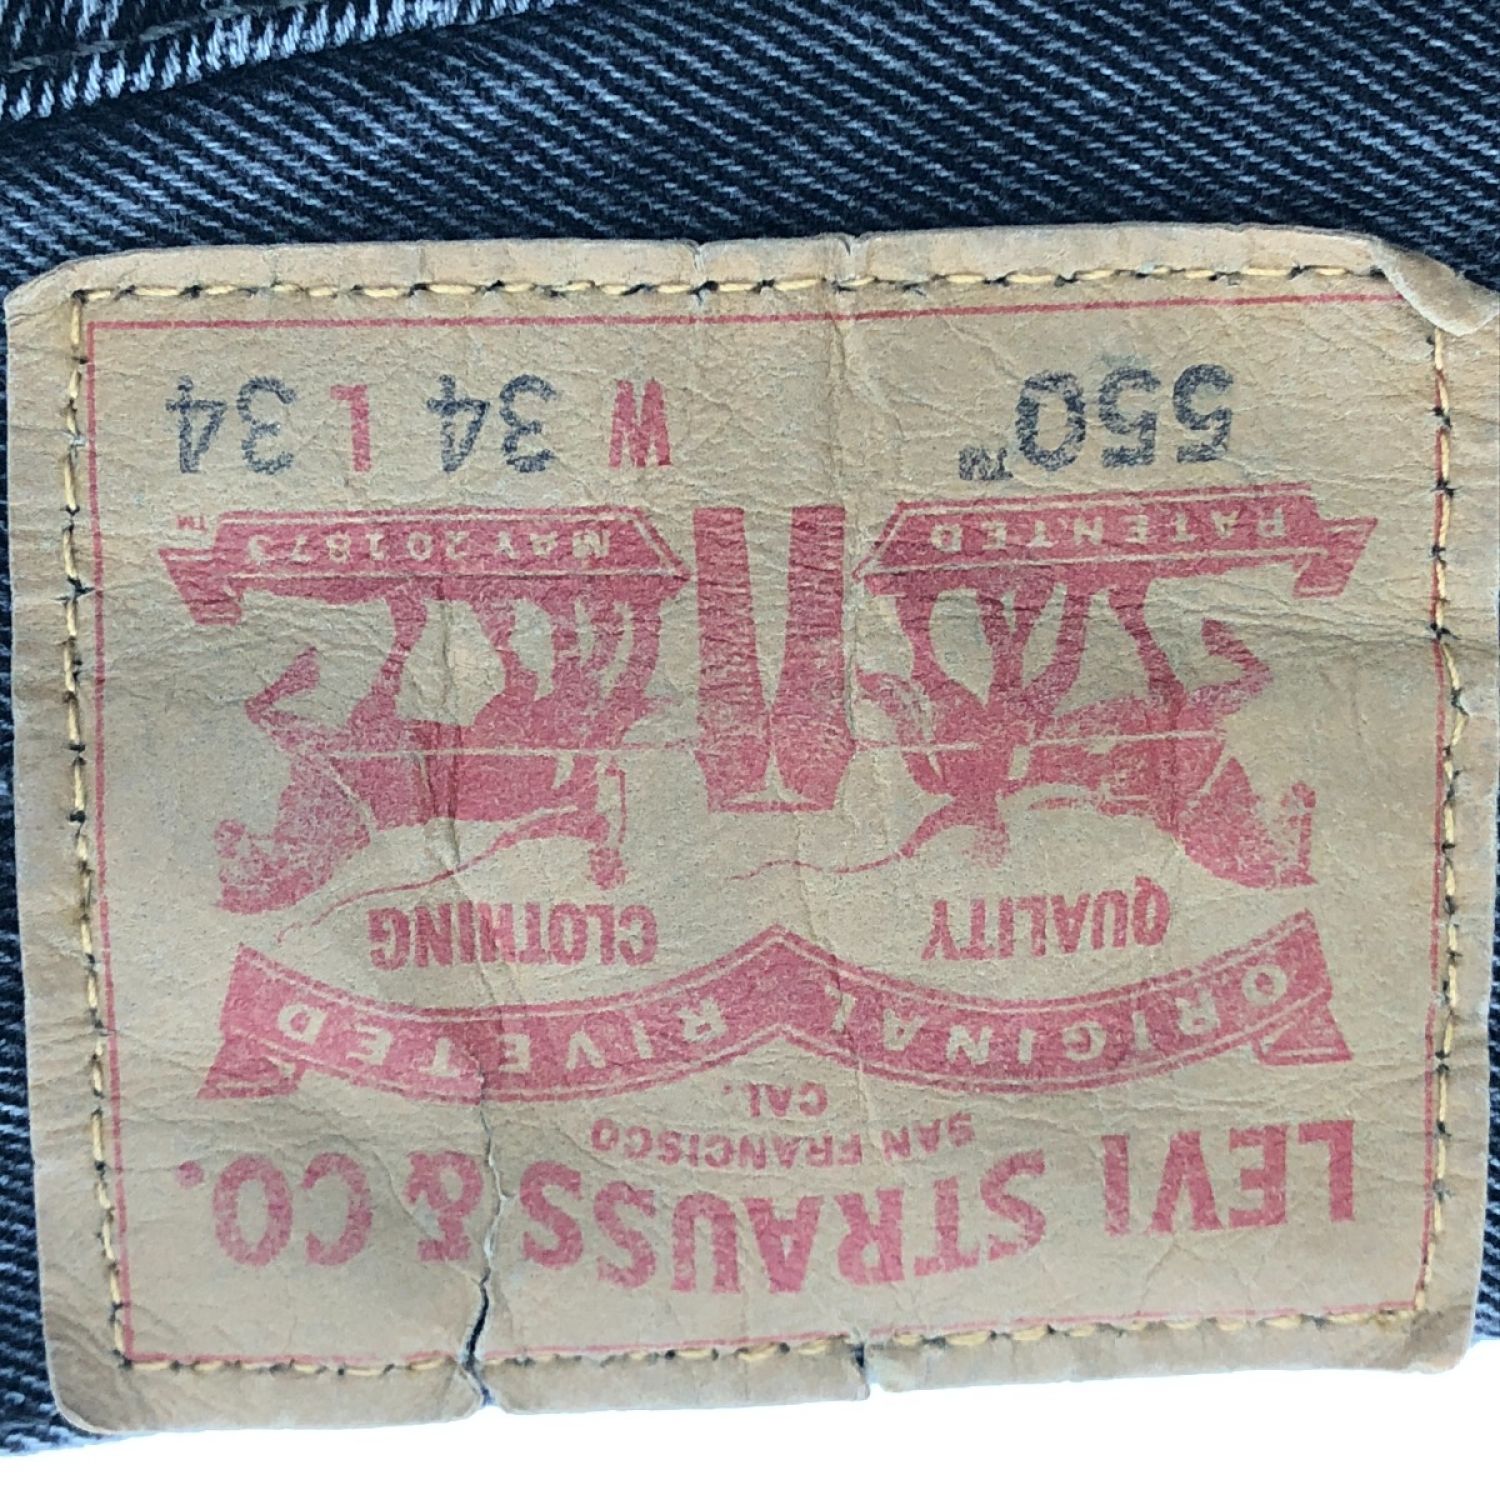 LEVI STRAUSS & CO.
SAN FRANCISCO
CAL.
ORIGINAL RIVETED
QUALITY CLOTHING
PATENTED MAY 20 1873 ™
550™ W 34 L 34